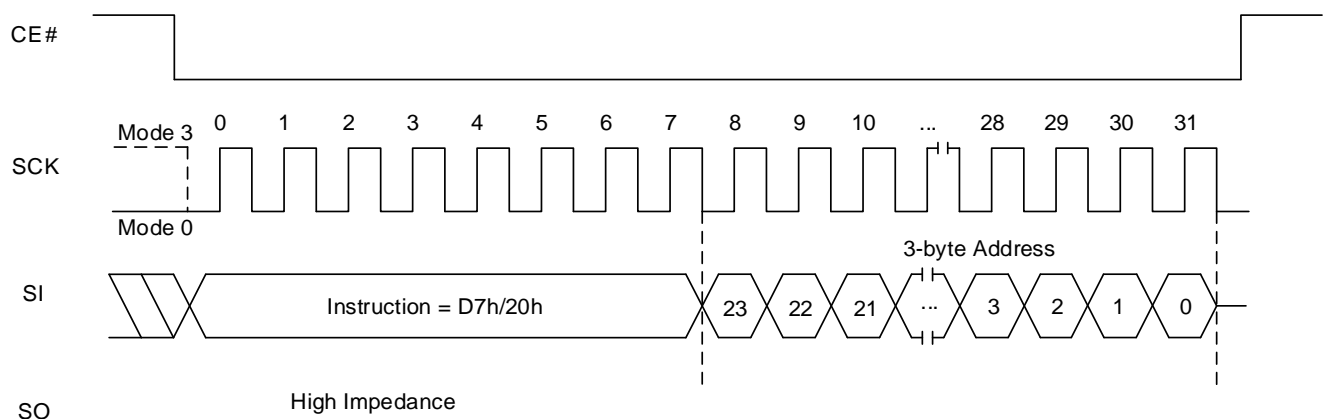 CE#
0 1 2 3 4 5 6 7 8 9 10 ... 28 29 30 31
Mode 3
SCK
Mode 0
3-byte Address
SI
Instruction = D7h/20h 23 22 21 ... 3 2 1 0
High Impedance
SO